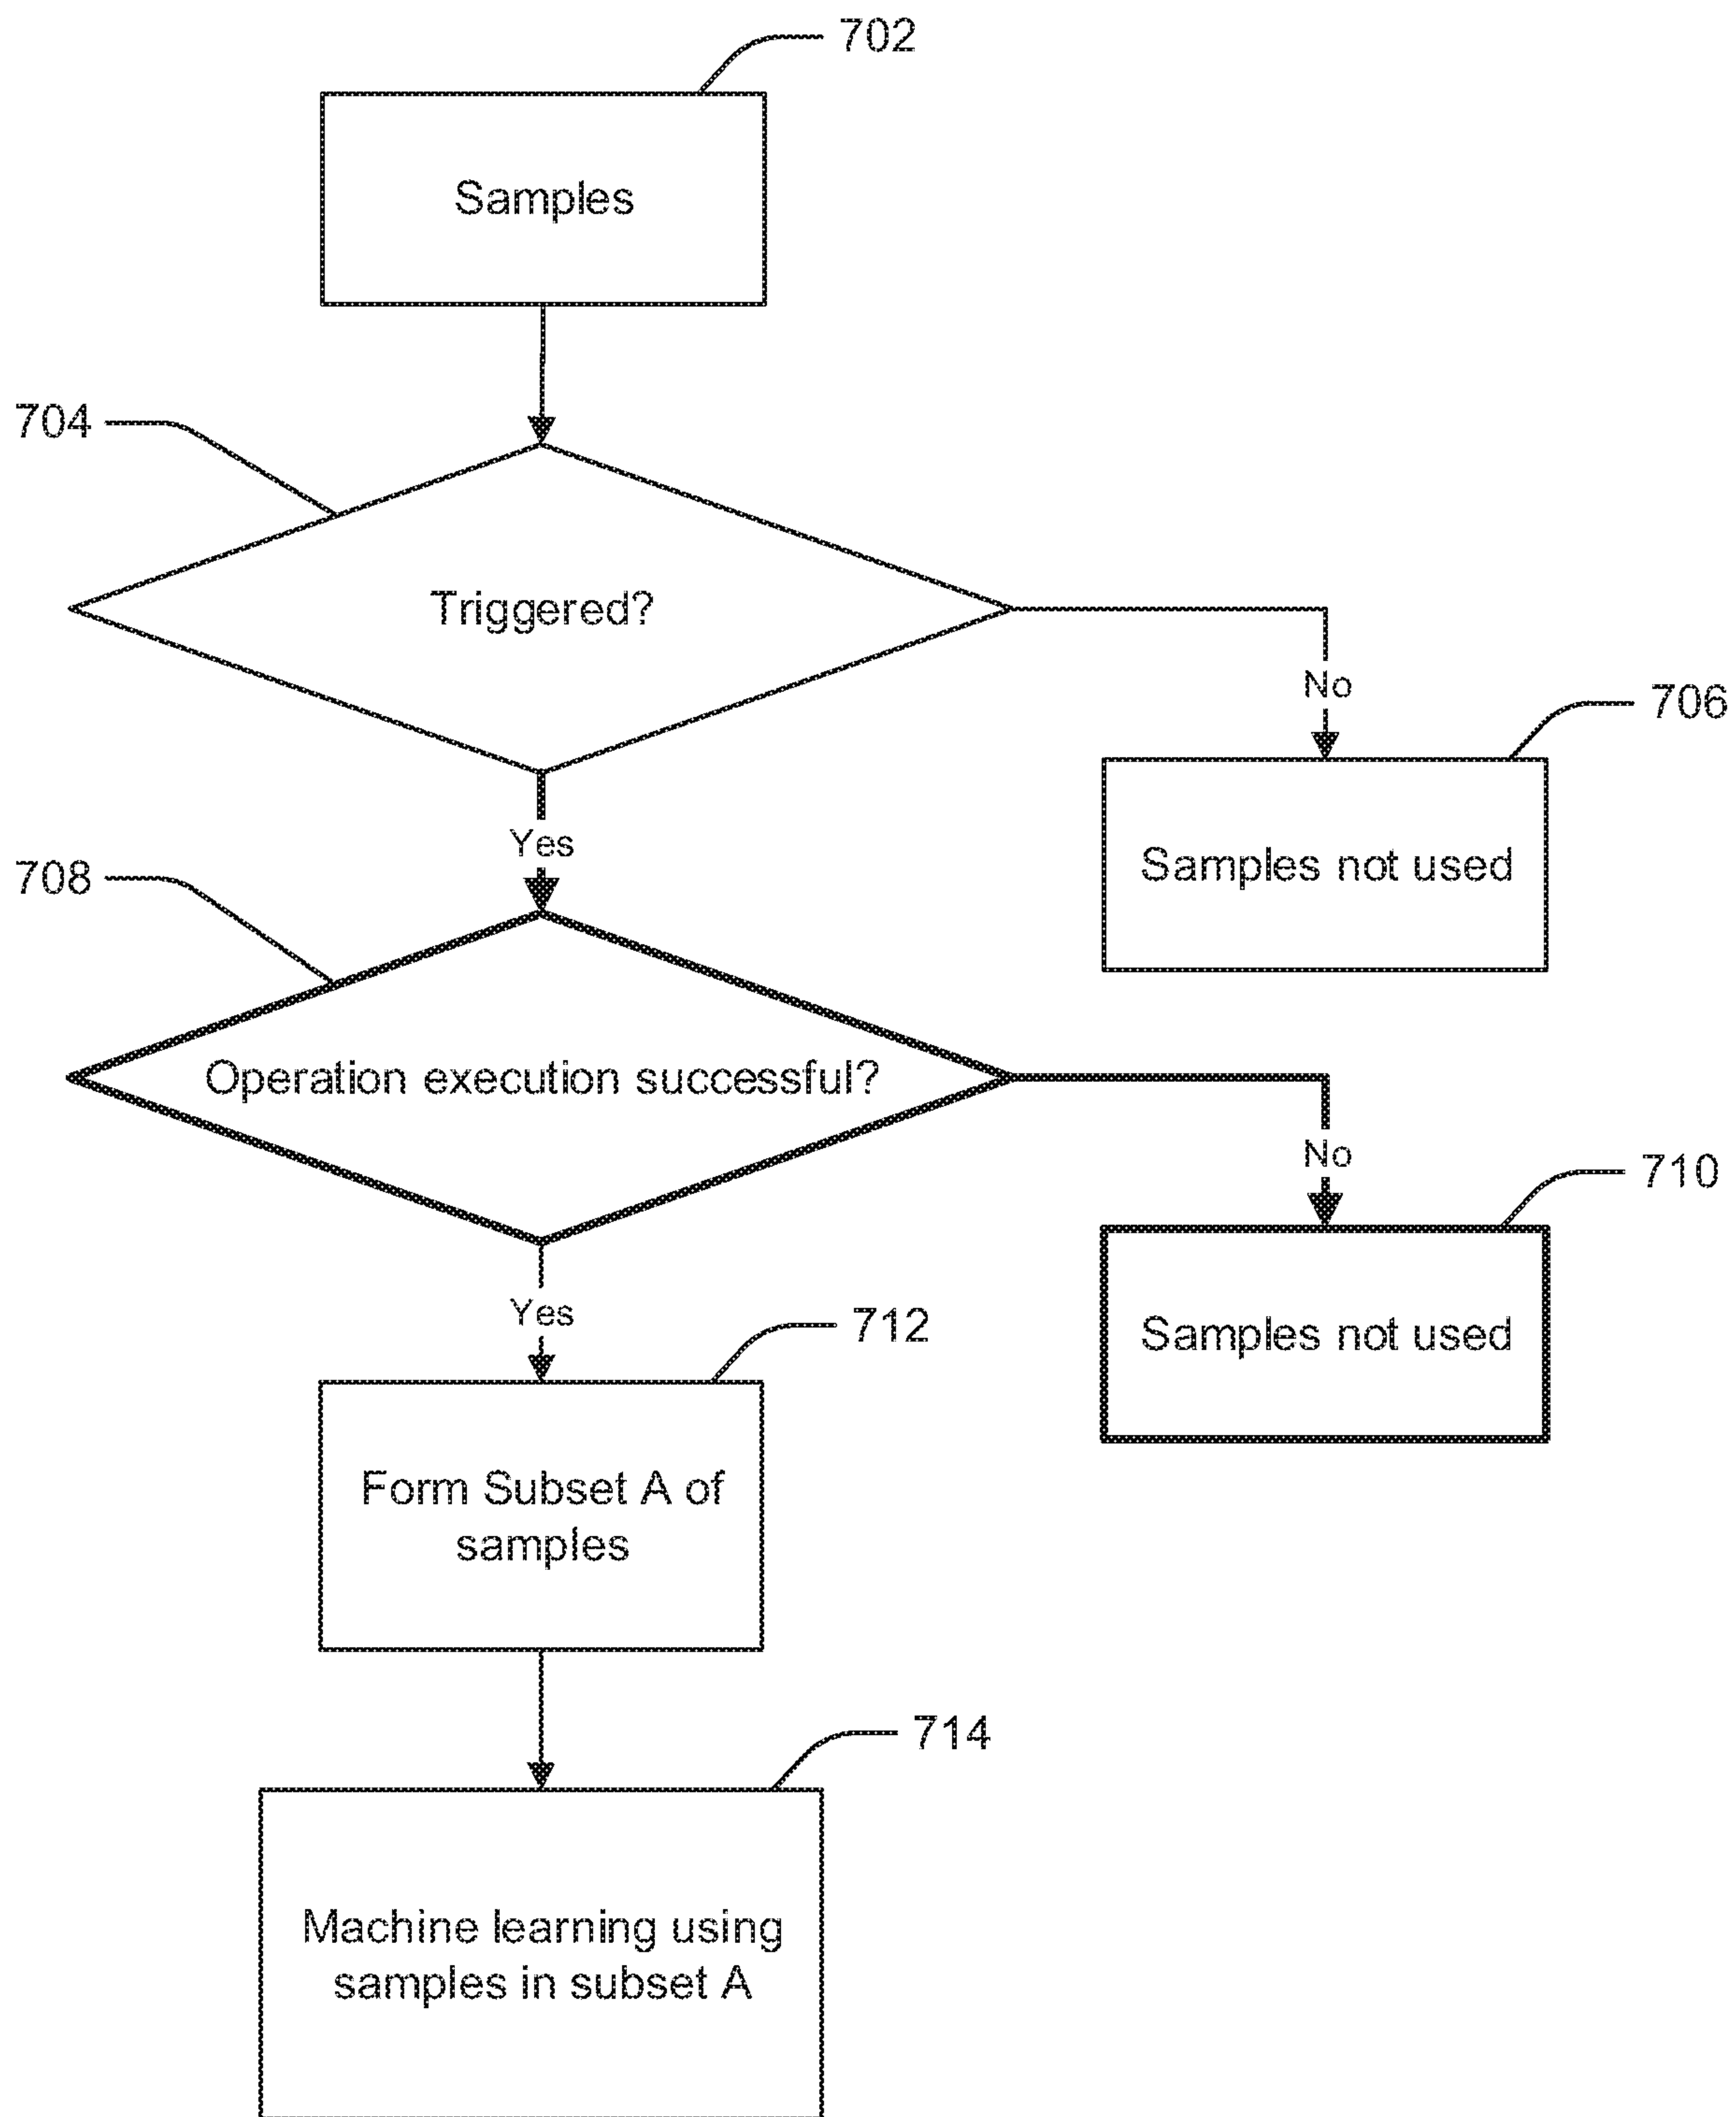 702
Samples
704
Triggered?
No
706
Yes
Samples not used
708
Operation execution successful?
No
710
Yes
712
Samples not used
Form Subset A of
samples
714
Machine learning using
samples in subset A